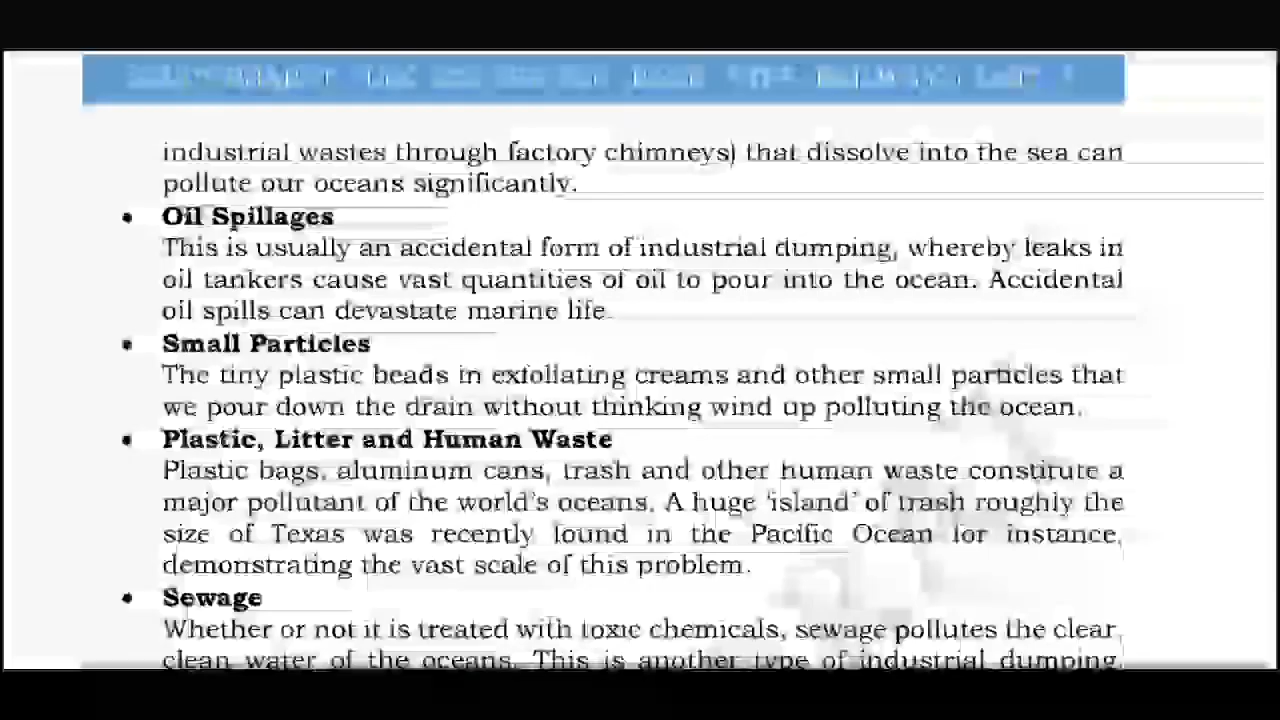 industrial wastes through factory chimneys) that dissolve into the sea can
pollute our oceans significantly.
• Oil Spillages
This is usually an accidental form of industrial dumping, whereby leaks in
oil tankers cause vast quantities of oil to pour into the ocean. Accidental
oil spills can devastate marine life.
• Small Particles
The tiny plastic beads in exfoliating creams and other small particles that
we pour down the drain without thinking wind up polluting the ocean.
• Plastic, Litter and Human Waste
Plastic bags, aluminum cans, trash and other human waste constitute a
major pollutant of the world's oceans. A huge 'island' of trash roughly the
size of Texas was recently found in the Pacific Ocean for instance,
demonstrating the vast scale of this problem.
• Sewage
Whether or not it is treated with toxic chemicals, sewage pollutes the clear,
clean water of the oceans. This is another type of industrial dumping.